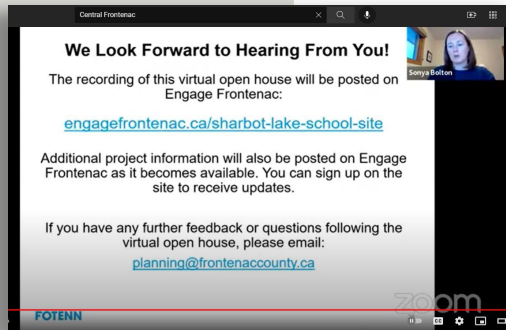 Central Frontenac
We Look Forward to Hearing From You!
Sonya Bolton
The recording of this virtual open house will be posted on
Engage Frontenac:
engagefrontenac.ca/sharbot-lake-school-site
Additional project information will also be posted on Engage
Frontenac as it becomes available. You can sign up on the
site to receive updates.
If you have any further feedback or questions following the
virtual open house, please email:
planning@frontenaccounty.ca
zoom
FOTENN
CC